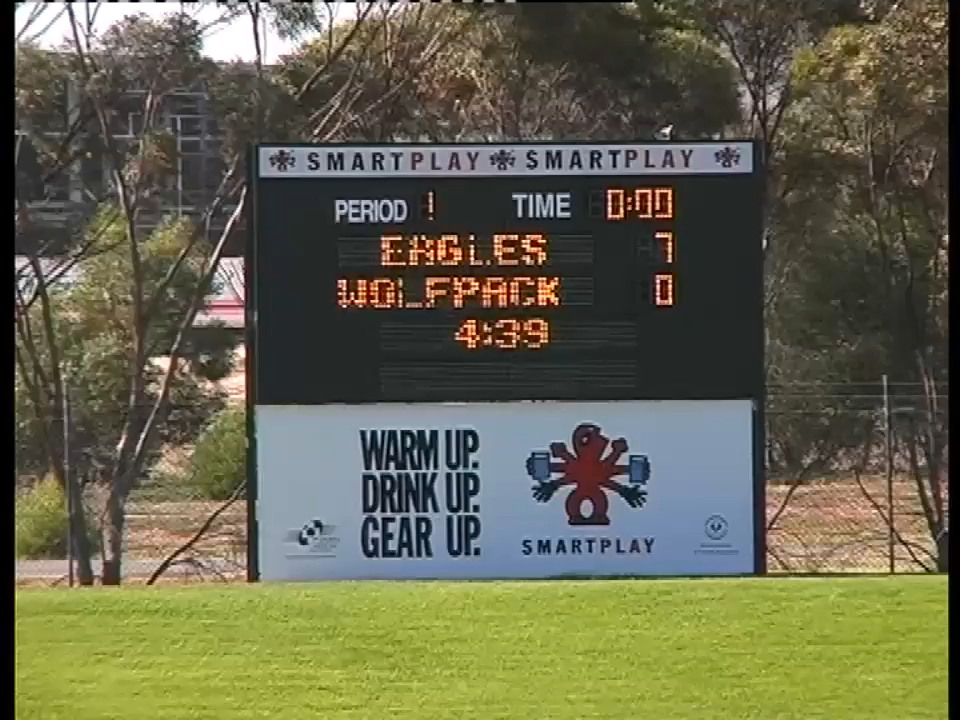 SMARTPLAY SMARTPLAY
PERIOD 1 TIME 0:00
EAGLES 7
WOLFPACK 0
4:39
WARM UP.
DRINK UP.
GEAR UP.
SMARTPLAY